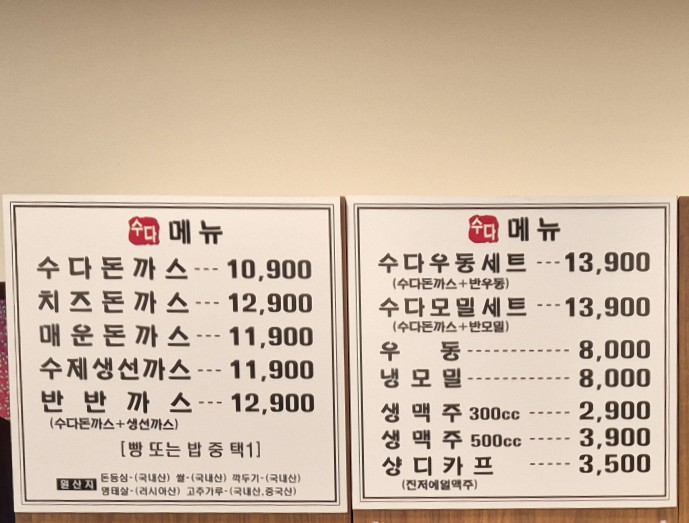 수다 메뉴
수다돈까스 --- 10,900
치즈돈까스 --- 12,900
매운돈까스 --- 11,900
수제생선까스 --- 11,900
반반까스 --- 12,900
(수다돈까스+생선까스)
[빵 또는 밥 중 택1]
원산지 돈등심-(국내산) 쌀-(국내산) 깍두기-(국내산)
명태살-(러시아산) 고추가루-(국내산,중국산)
수다 메뉴
수다우동세트 --- 13,900
(수다돈까스+반우동)
수다모밀세트 --- 13,900
(수다돈까스+반모밀)
우동 ------------ 8,000
냉모밀 ------------ 8,000
생맥주 300cc ----- 2,900
생맥주 500cc ----- 3,900
샹디카프 ----- 3,500
(진저에일맥주)